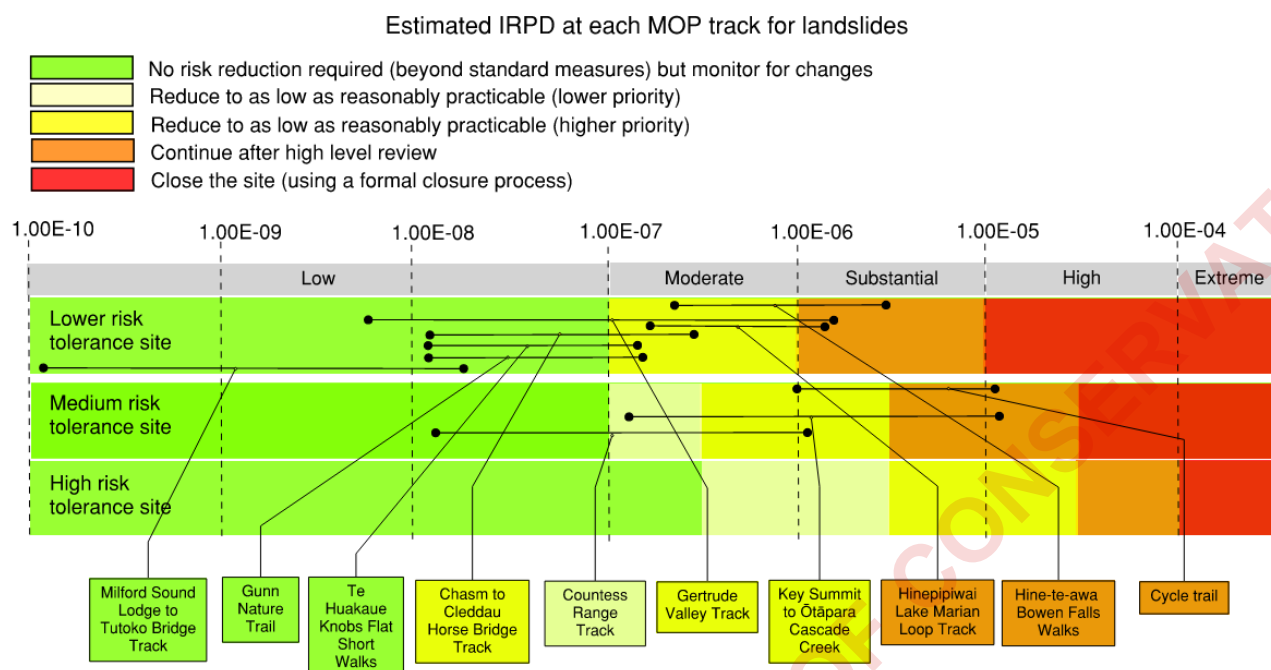 Estimated IRPD at each MOP track for landslides
No risk reduction required (beyond standard measures) but monitor for changes
Reduce to as low as reasonably practicable (lower priority)
Reduce to as low as reasonably practicable (higher priority)
Continue after high level review
Close the site (using a formal closure process)
1.00E-10 1.00E-09 1.00E-08 1.00E-07 1.00E-06 1.00E-05 1.00E-04
Low Moderate Substantial High Extreme
Lower risk
tolerance site
Medium risk
tolerance site
High risk
tolerance site
Milford Sound
Lodge to
Tutoko Bridge
Track
Gunn
Nature
Trail
Te
Huakaue
Knobs Flat
Short
Walks
Chasm to
Cleddau
Horse Bridge
Track
Countess
Range
Track
Gertrude
Valley Track
Key Summit
to Ōtāpara
Cascade
Creek
Hinepipiwai
Lake Marian
Loop Track
Hine-te-awa
Bowen Falls
Walks
Cycle trail
OF CONSERVAT